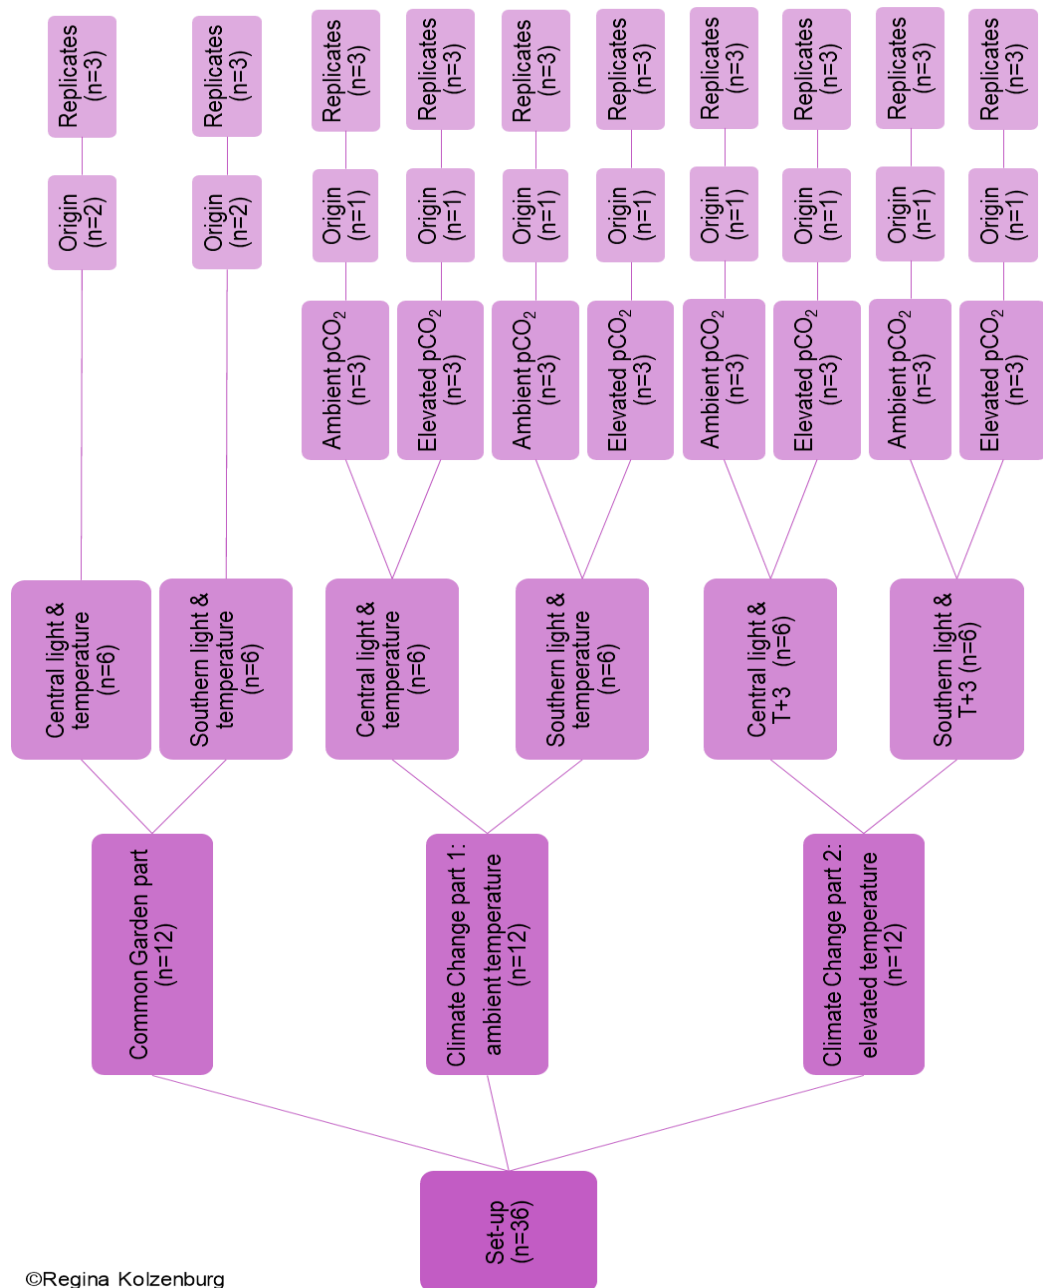 Set-up
(n=36)
Common Garden part
(n=12)
Climate Change part 1:
ambient temperature
(n=12)
Climate Change part 2:
elevated temperature
(n=12)
Central light &
temperature
(n=6)
Southern light &
temperature
(n=6)
Central light &
temperature
(n=6)
Southern light &
temperature
(n=6)
Central light &
T+3 (n=6)
Southern light &
T+3 (n=6)
Ambient pCO₂
(n=3)
Elevated pCO₂
(n=3)
Ambient pCO₂
(n=3)
Elevated pCO₂
(n=3)
Ambient pCO₂
(n=3)
Elevated pCO₂
(n=3)
Ambient pCO₂
(n=3)
Elevated pCO₂
(n=3)
Origin
(n=2)
Origin
(n=2)
Origin
(n=1)
Origin
(n=1)
Origin
(n=1)
Origin
(n=1)
Origin
(n=1)
Origin
(n=1)
Origin
(n=1)
Origin
(n=1)
Replicates
(n=3)
Replicates
(n=3)
Replicates
(n=3)
Replicates
(n=3)
Replicates
(n=3)
Replicates
(n=3)
Replicates
(n=3)
Replicates
(n=3)
Replicates
(n=3)
Replicates
(n=3)
©Regina Kolzenburg